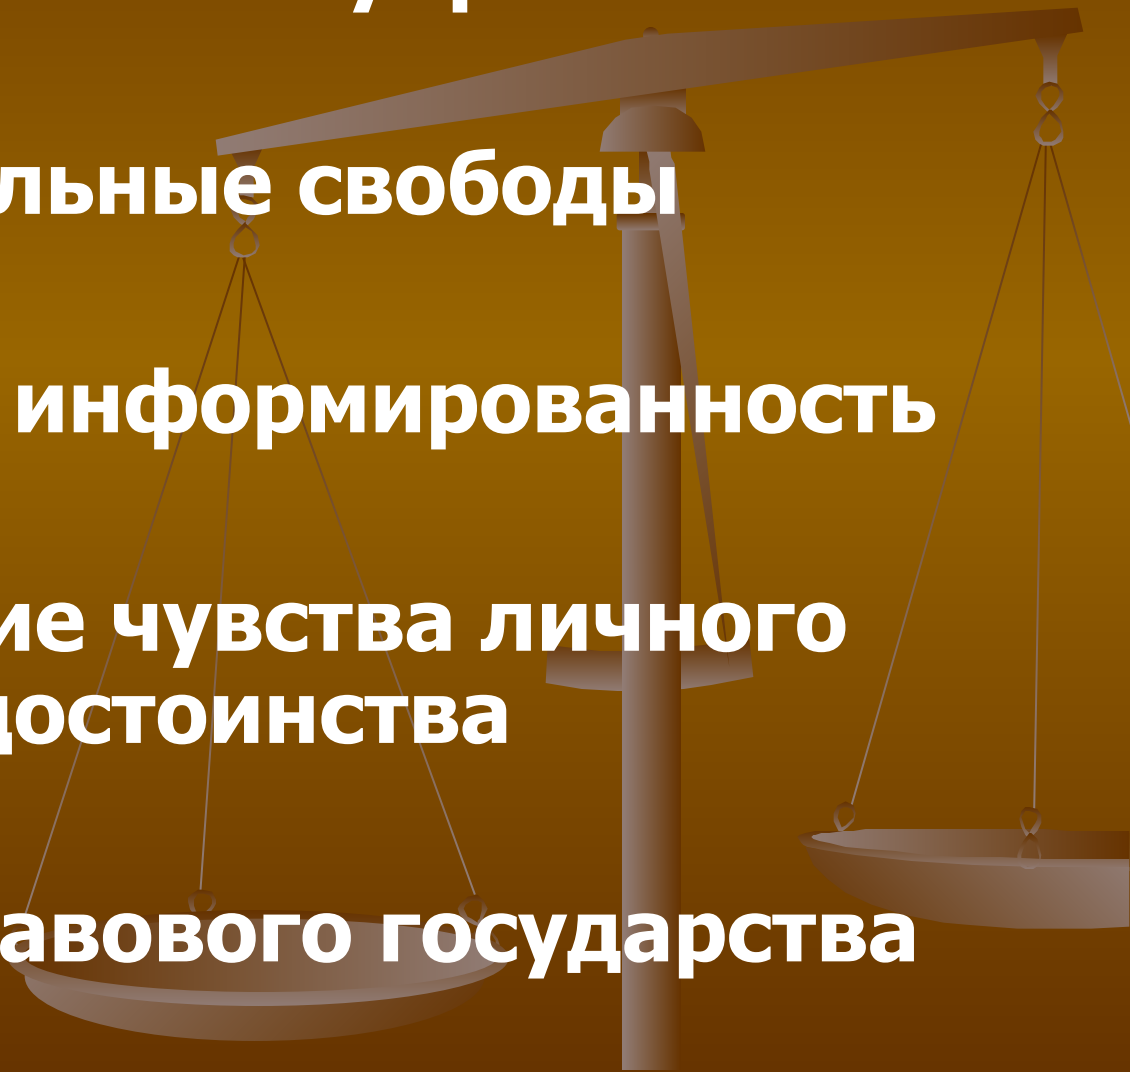 льные свободы
информированность
ие чувства личного
достоинства
авового государства